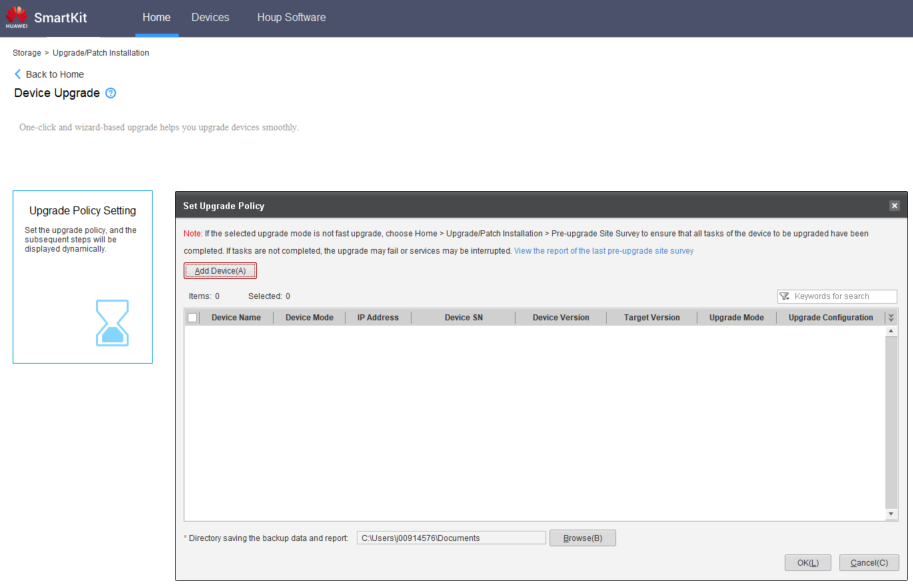 HUAWEI
SmartKit
Home
Devices
Houp Software
Storage > Upgrade/Patch Installation
Back to Home
Device Upgrade ?
One-click and wizard-based upgrade helps you upgrade devices smoothly.
Upgrade Policy Setting
Set the upgrade policy, and the
subsequent steps will be
displayed dynamically.
Set Upgrade Policy
Note: If the selected upgrade mode is not fast upgrade, choose Home > Upgrade/Patch Installation > Pre-upgrade Site Survey to ensure that all tasks of the device to be upgraded have been
completed. If tasks are not completed, the upgrade may fail or services may be interrupted. View the report of the last pre-upgrade site survey
Add Device(A)
Items: 0 Selected: 0
Keywords for search
Device Name Device Mode IP Address Device SN Device Version Target Version Upgrade Mode Upgrade Configuration
* Directory saving the backup data and report: C:\Users\j00914576\Documents Browse(B)
OK(L) Cancel(C)